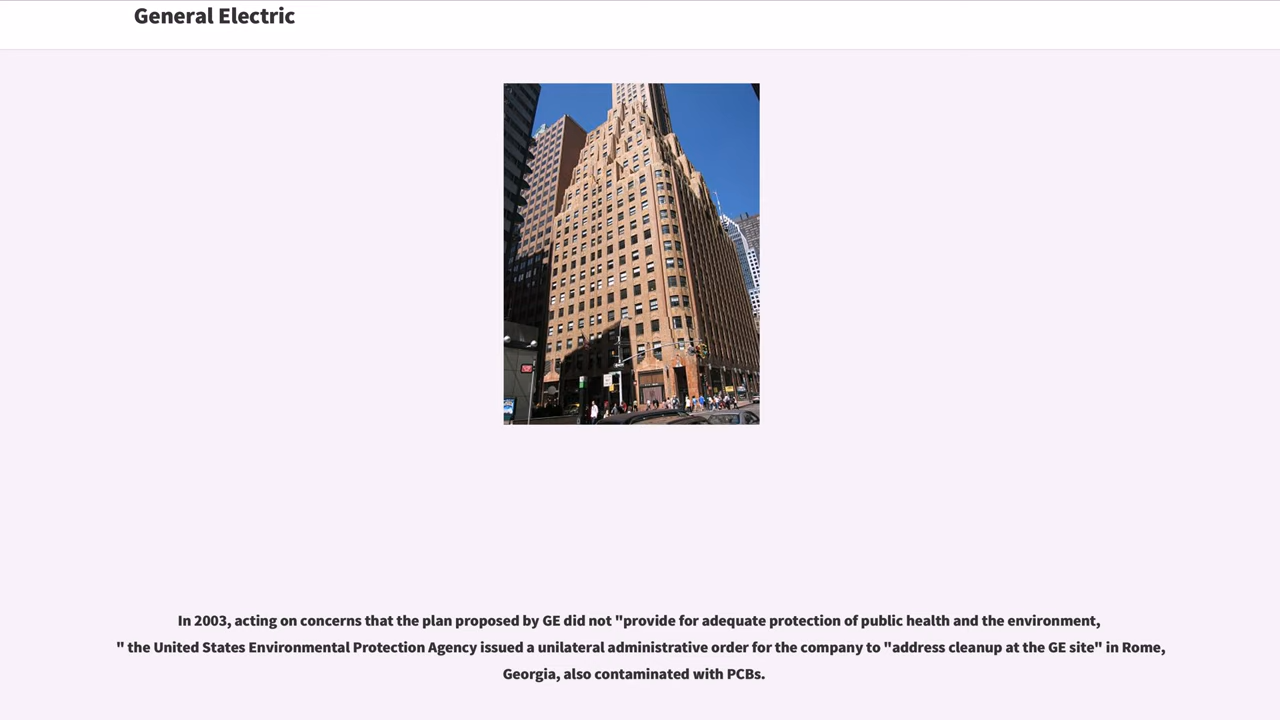 General Electric
In 2003, acting on concerns that the plan proposed by GE did not "provide for adequate protection of public health and the environment,
" the United States Environmental Protection Agency issued a unilateral administrative order for the company to "address cleanup at the GE site" in Rome,
Georgia, also contaminated with PCBs.